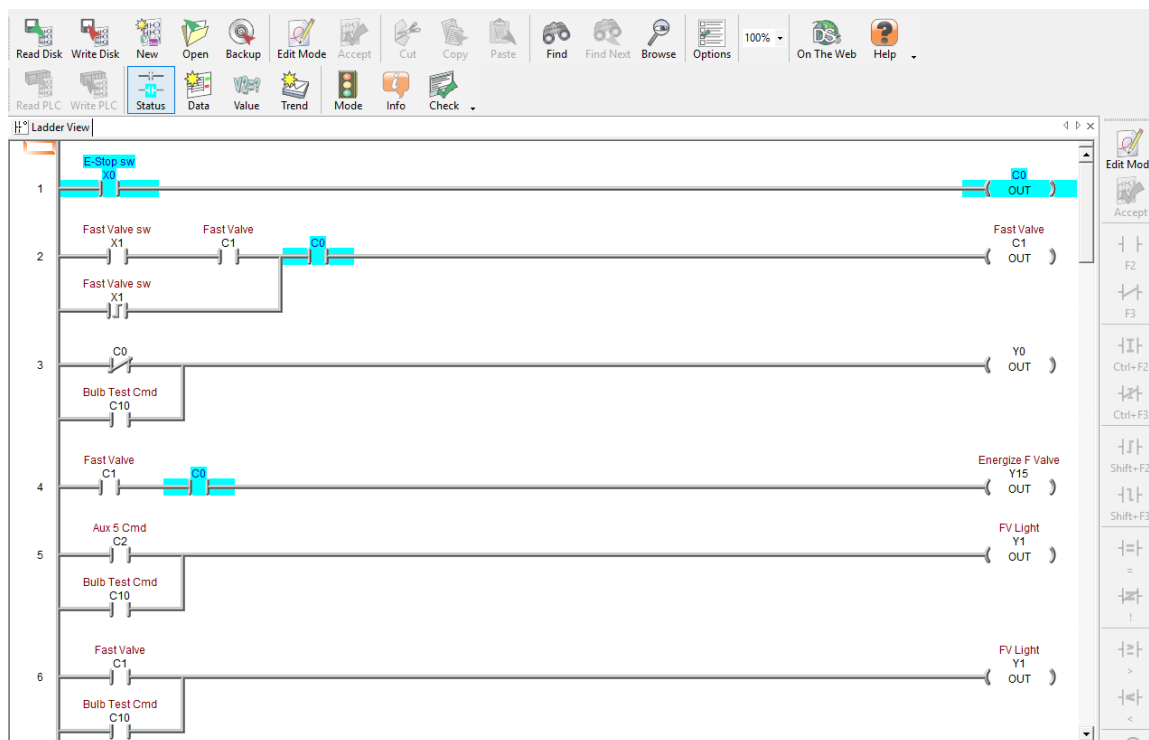 Read Disk Write Disk New Open Backup Edit Mode Accept Cut Copy Paste Find Find Next Browse Options 100% On The Web Help
Read PLC Write PLC Status Data Value Trend Mode Info Check
Ladder View
E-Stop sw
X0 C0
1 OUT
Fast Valve sw Fast Valve Fast Valve
X1 C1 C0 C1
2 OUT
Fast Valve sw
X1
C0 Y0
3 OUT
Bulb Test Cmd
C10
Fast Valve Energize F Valve
C1 C0 Y15
4 OUT
Aux 5 Cmd FV Light
C2 Y1
5 OUT
Bulb Test Cmd
C10
Fast Valve FV Light
C1 Y1
6 OUT
Bulb Test Cmd
C10
Edit Mod
Accept
F2
F3
Ctrl+F2
Ctrl+F3
Shift+F2
Shift+F3
=
!
>
<